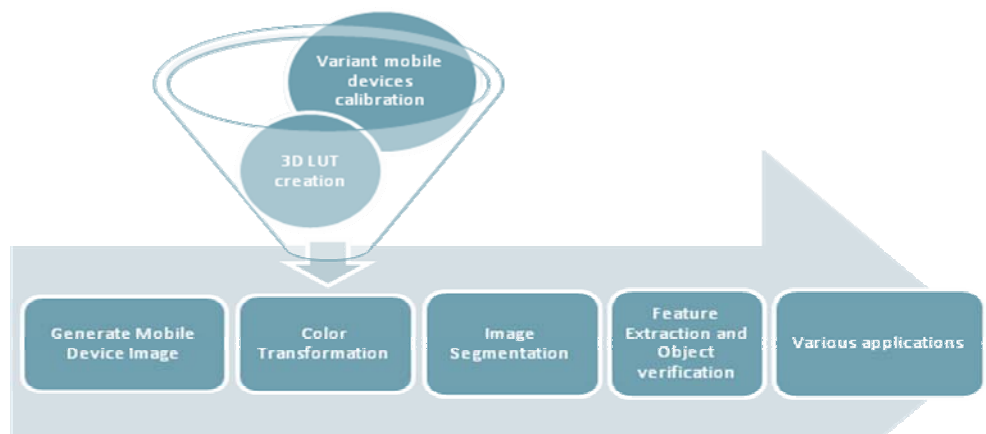 Variant mobile
devices
calibration
3D LUT
creation
Generate Mobile
Device Image
Color
Transformation
Image
Segmentation
Feature
Extraction and
Object
verification
Various applications